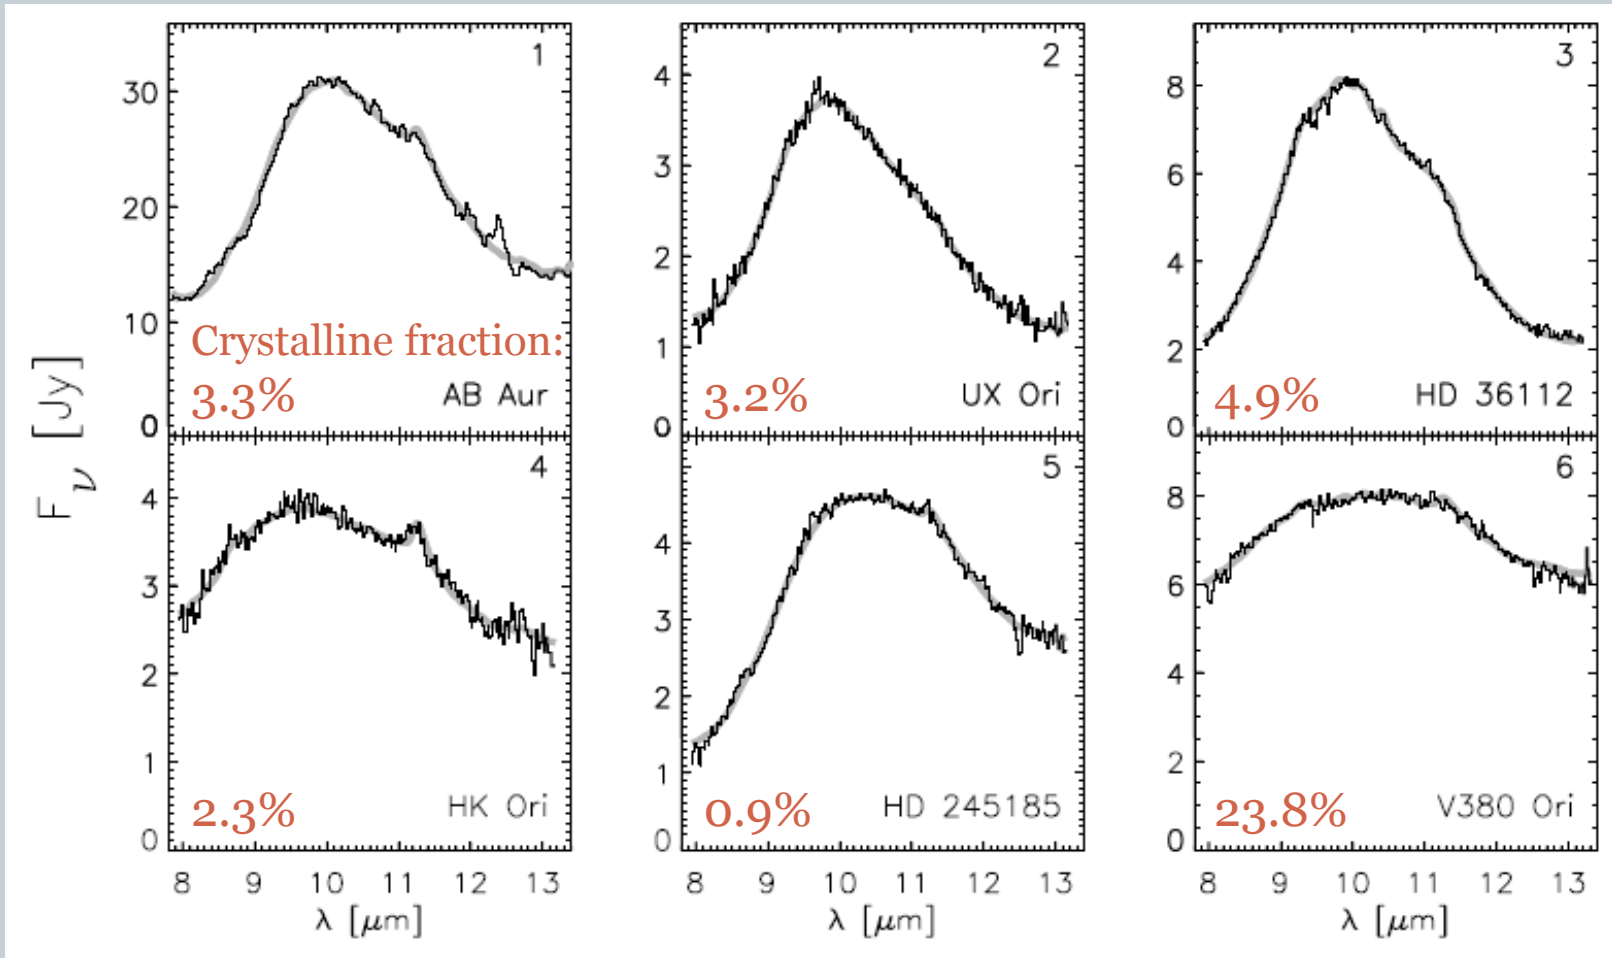 F_ν [Jy]
1
30
20
10
0
Crystalline fraction:
3.3%
AB Aur
2
4
3
2
1
0
3.2%
UX Ori
3
8
6
4
2
0
4.9%
HD 36112
4
4
3
2
1
0
2.3%
HK Ori
8 9 10 11 12 13
λ [μm]
5
4
3
2
1
0
0.9%
HD 245185
8 9 10 11 12 13
λ [μm]
6
8
6
4
2
0
23.8%
V380 Ori
8 9 10 11 12 13
λ [μm]